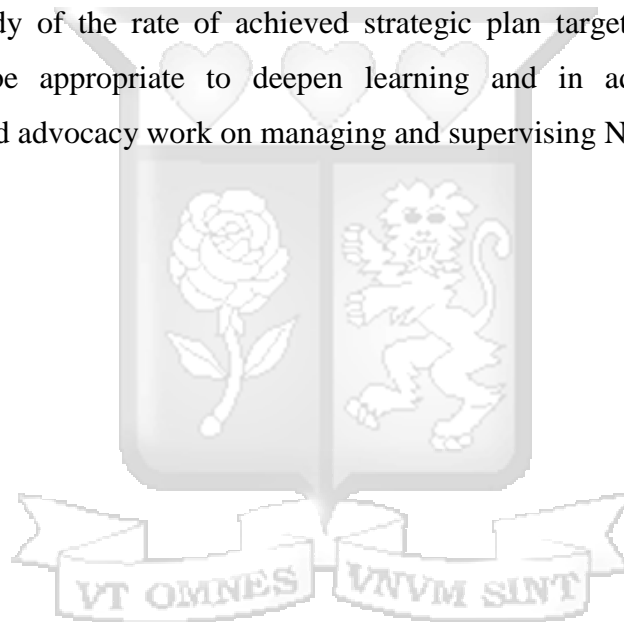 dy of the rate of achieved strategic plan target
be appropriate to deepen learning and in ac
d advocacy work on managing and supervising N
VT OMNES VNVM SINT